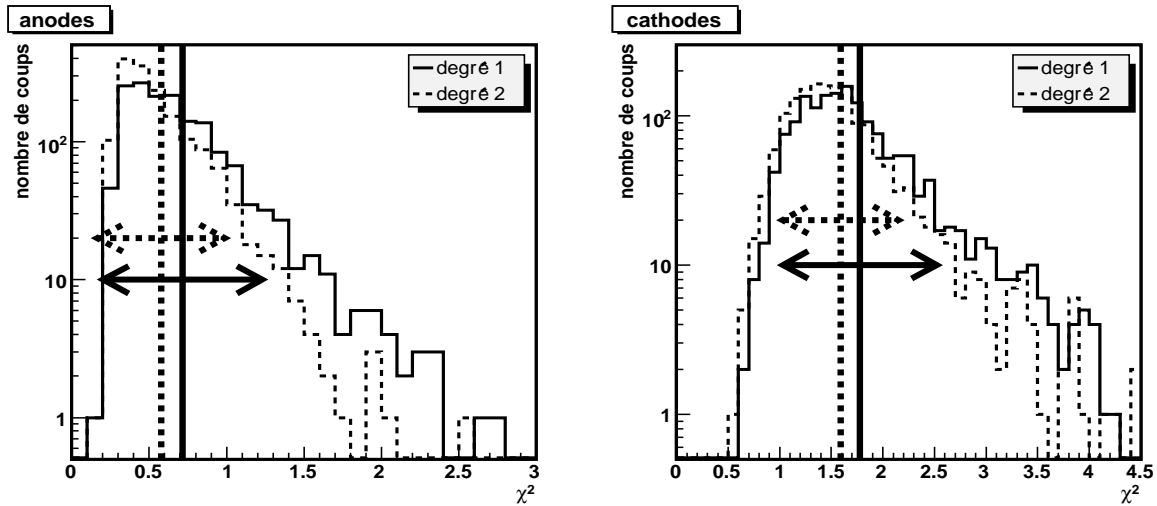 anodes
nombre de coups
degré 1
degré 2
10²
10
1
0 0.5 1 1.5 2 2.5 3
χ²
cathodes
nombre de coups
degré 1
degré 2
10²
10
1
0 0.5 1 1.5 2 2.5 3 3.5 4 4.5
χ²